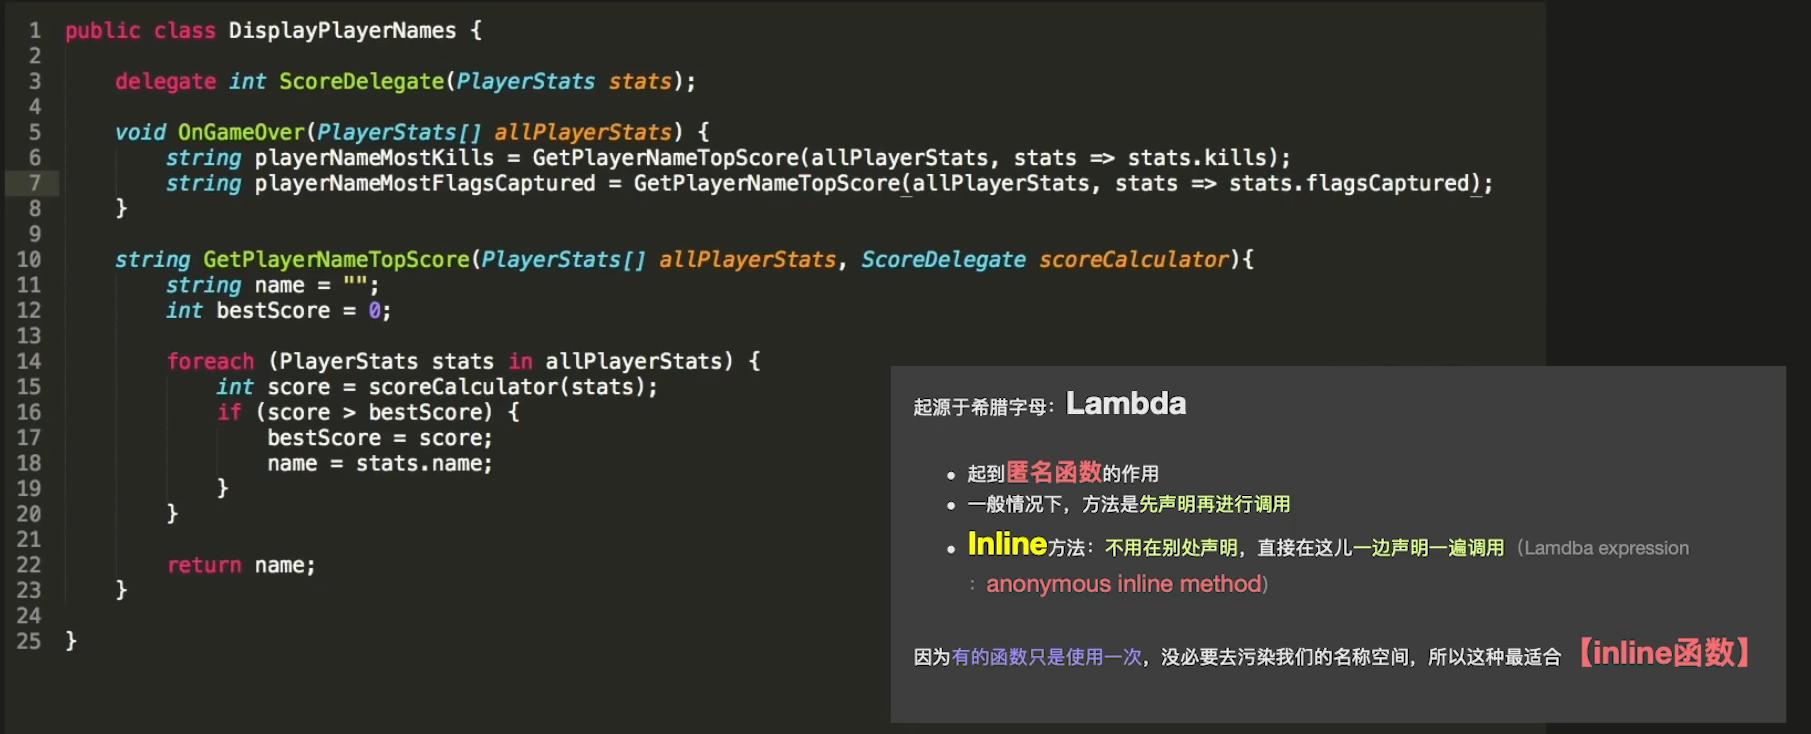 1 public class DisplayPlayerNames {
2
3 delegate int ScoreDelegate(PlayerStats stats);
4
5 void OnGameOver(PlayerStats[] allPlayerStats) {
6 string playerNameMostKills = GetPlayerNameTopScore(allPlayerStats, stats => stats.kills);
7 string playerNameMostFlagsCaptured = GetPlayerNameTopScore(allPlayerStats, stats => stats.flagsCaptured);
8 }
9
10 string GetPlayerNameTopScore(PlayerStats[] allPlayerStats, ScoreDelegate scoreCalculator){
11 string name = "";
12 int bestScore = 0;
13
14 foreach (PlayerStats stats in allPlayerStats) {
15 int score = scoreCalculator(stats);
16 if (score > bestScore) {
17 bestScore = score;
18 name = stats.name;
19 }
20 }
21
22 return name;
23 }
24
25 }
起源于希腊字母：Lambda
• 起到匿名函数的作用
• 一般情况下，方法是先声明再进行调用
• Inline方法：不用在别处声明，直接在这儿一边声明一遍调用（Lamdba expression
：anonymous inline method）
因为有的函数只是使用一次，没必要去污染我们的名称空间，所以这种最适合【inline函数】